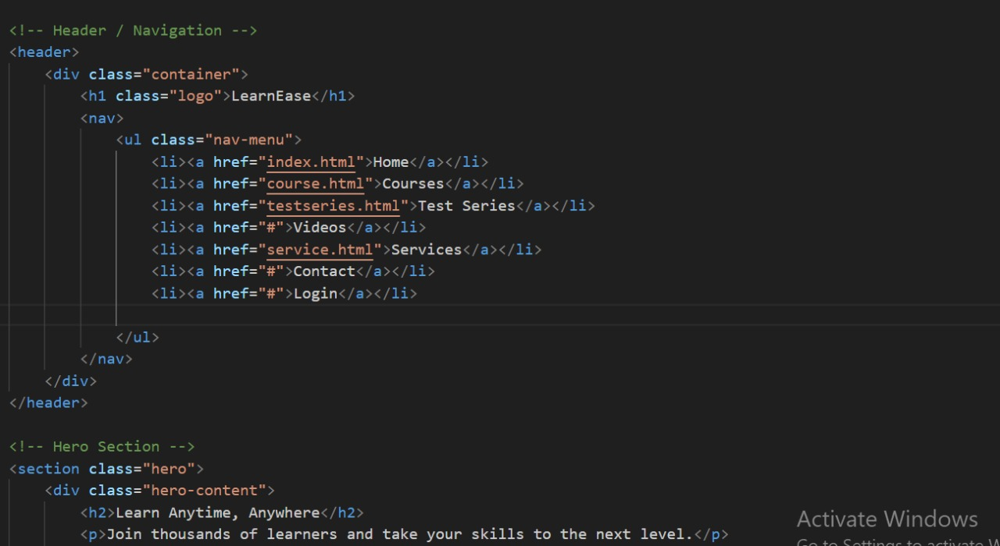 <!-- Header / Navigation -->
<header>
<div class="container">
<h1 class="logo">LearnEase</h1>
<nav>
<ul class="nav-menu">
<li><a href="index.html">Home</a></li>
<li><a href="course.html">Courses</a></li>
<li><a href="testseries.html">Test Series</a></li>
<li><a href="#">Videos</a></li>
<li><a href="service.html">Services</a></li>
<li><a href="#">Contact</a></li>
<li><a href="#">Login</a></li>
</ul>
</nav>
</div>
</header>
<!-- Hero Section -->
<section class="hero">
<div class="hero-content">
<h2>Learn Anytime, Anywhere</h2>
<p>Join thousands of learners and take your skills to the next level.</p>
Activate Windows
Go to Settings to activate W